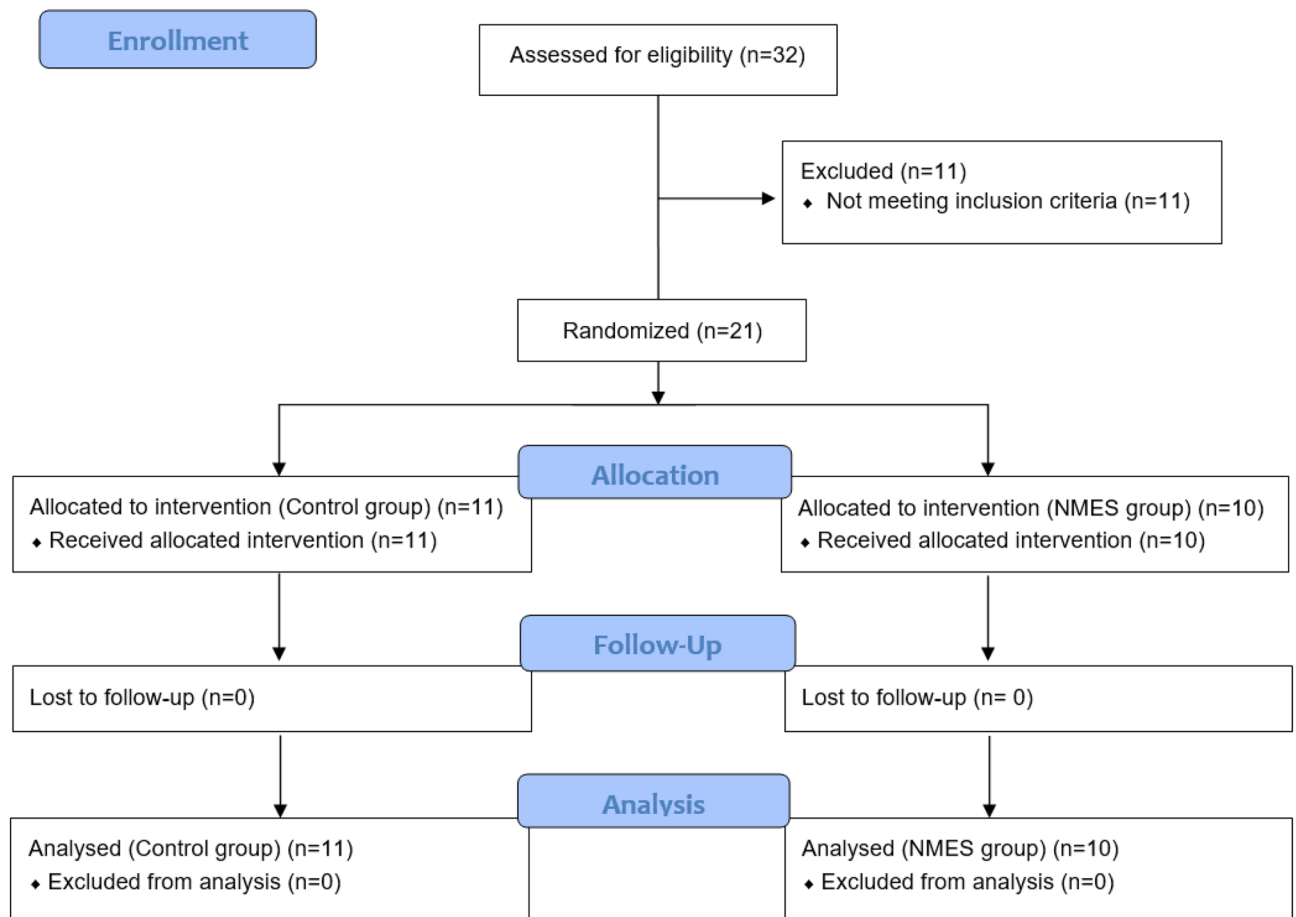 Enrollment
Assessed for eligibility (n=32)
Excluded (n=11)
⬥ Not meeting inclusion criteria (n=11)
Randomized (n=21)
Allocation
Allocated to intervention (Control group) (n=11)
⬥ Received allocated intervention (n=11)
Allocated to intervention (NMES group) (n=10)
⬥ Received allocated intervention (n=10)
Follow-Up
Lost to follow-up (n=0)
Lost to follow-up (n= 0)
Analysis
Analysed (Control group) (n=11)
⬥ Excluded from analysis (n=0)
Analysed (NMES group) (n=10)
⬥ Excluded from analysis (n=0)